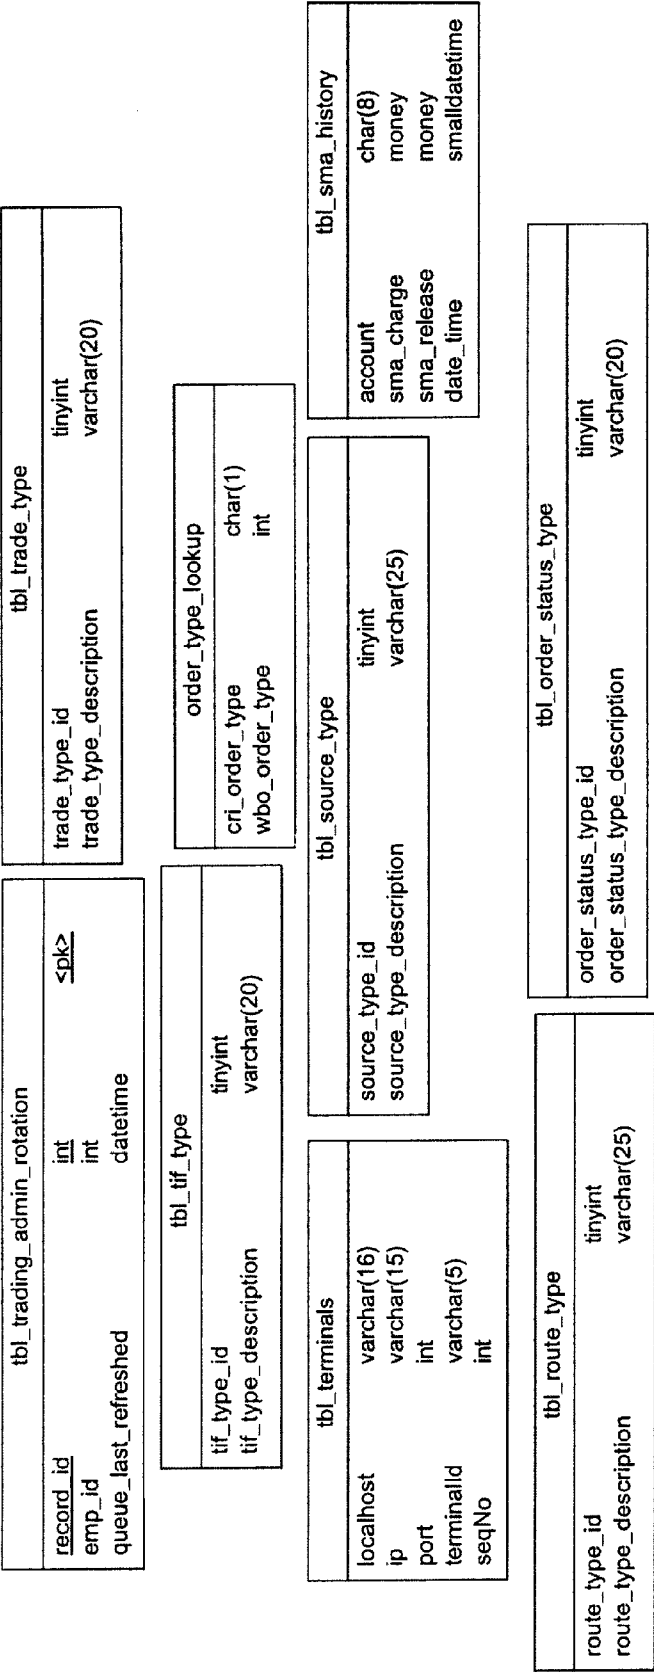 tbl_trading_admin_rotation
record_id int <pk>
emp_id int
queue_last_refreshed datetime
tbl_trade_type
trade_type_id tinyint
trade_type_description varchar(20)
tbl_tif_type
tif_type_id tinyint
tif_type_description varchar(20)
order_type_lookup
cri_order_type char(1)
wbo_order_type int
tbl_terminals
localhost varchar(16)
ip varchar(15)
port int
terminalId varchar(5)
seqNo int
tbl_source_type
source_type_id tinyint
source_type_description varchar(25)
tbl_sma_history
account char(8)
sma_charge money
sma_release money
date_time smalldatetime
tbl_route_type
route_type_id tinyint
route_type_description varchar(25)
tbl_order_status_type
order_status_type_id tinyint
order_status_type_description varchar(20)